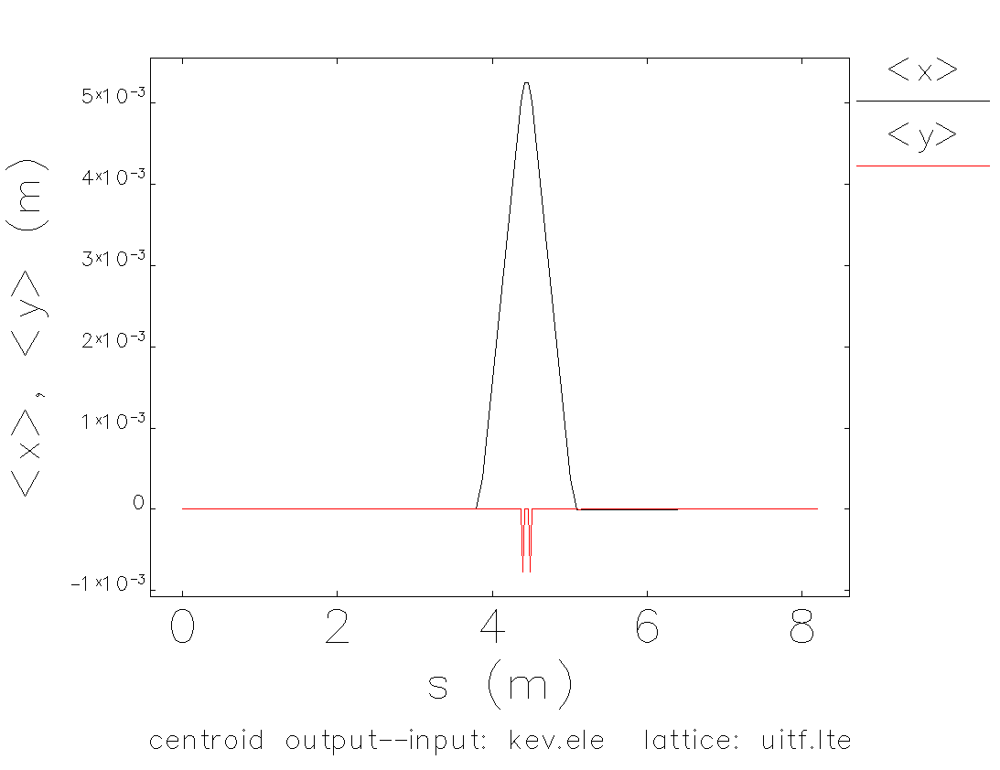 <x>
<y>
<x>, <y> (m)
5×10-3
4×10-3
3×10-3
2×10-3
1×10-3
0
-1×10-3
0 2 4 6 8
s (m)
centroid output--input: kev.ele lattice: uitf.lte